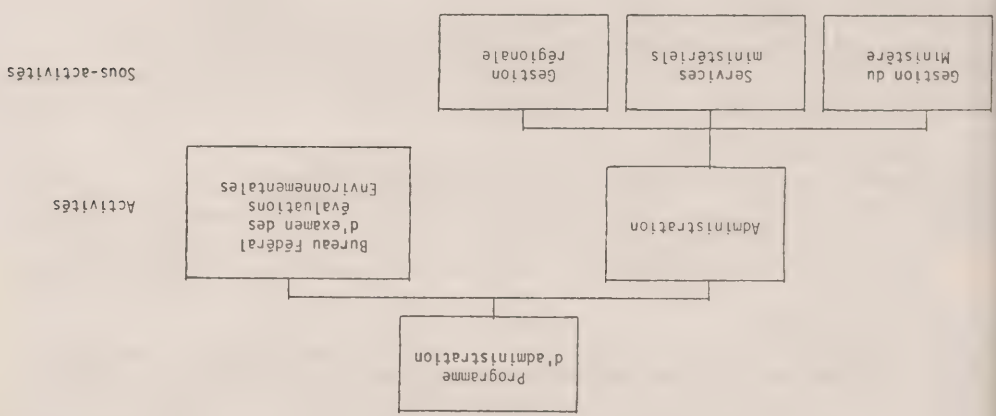 Programme
d'administration
Administration
Bureau Fédéral
d'examen des
évaluations
Environnementales
Activités
Gestion du
Ministère
Services
ministériels
Gestion
régionale
Sous-activités